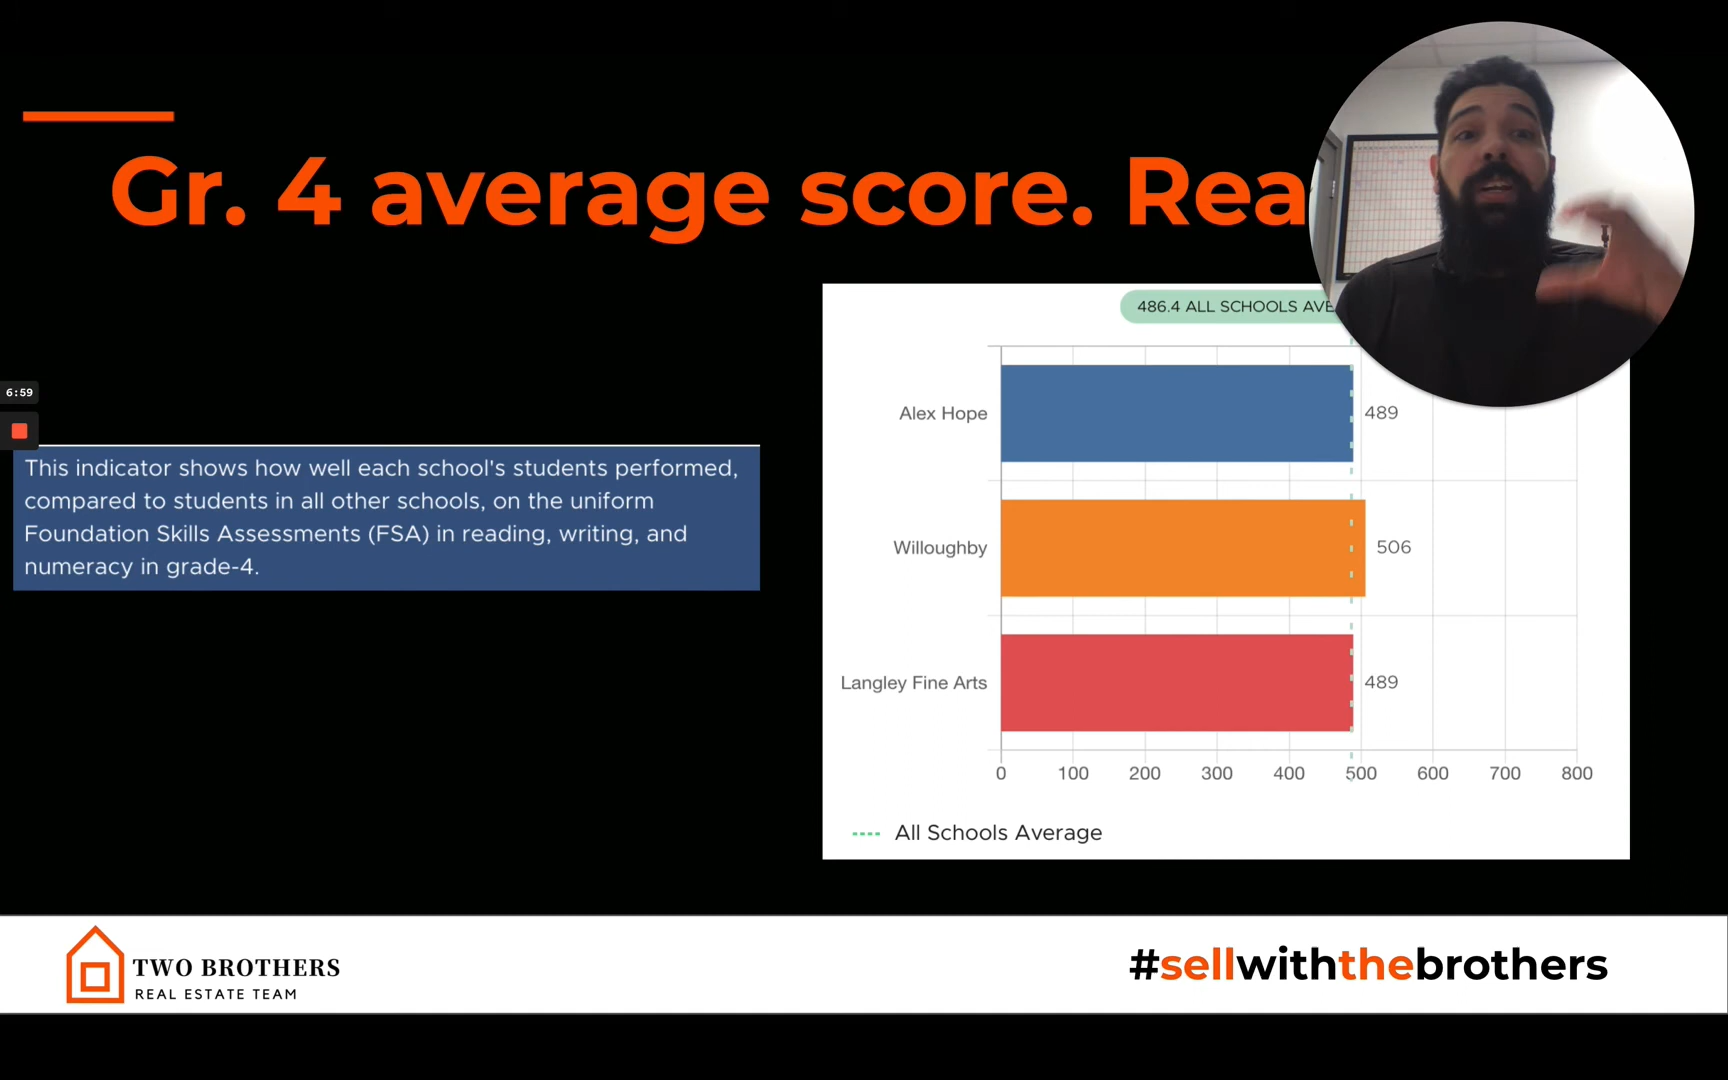 Gr. 4 average score. Rea
486.4 ALL SCHOOLS AVE
Alex Hope
489
6:59
This indicator shows how well each school's students performed,
compared to students in all other schools, on the uniform
Foundation Skills Assessments (FSA) in reading, writing, and
numeracy in grade-4.
Willoughby
506
Langley Fine Arts
489
0 100 200 300 400 500 600 700 800
All Schools Average
TWO BROTHERS
REAL ESTATE TEAM
#sellwiththebrothers